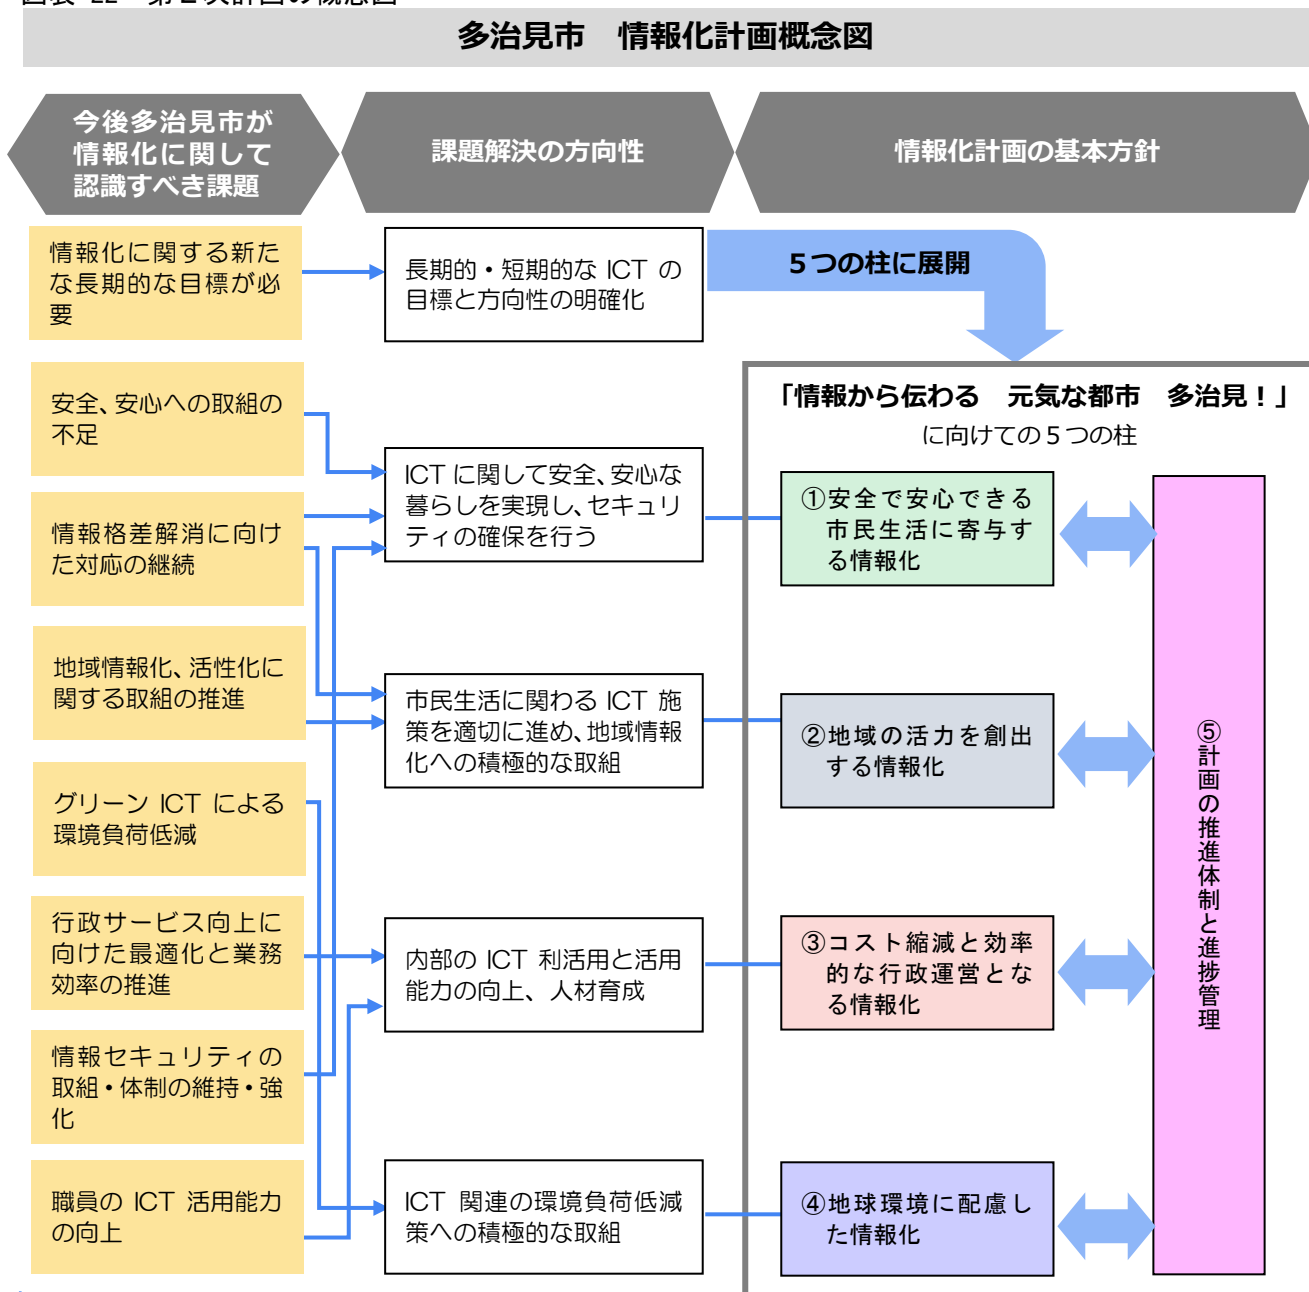 図表 22 第２次計画の概念図
多治見市　情報化計画概念図
今後多治見市が
情報化に関して
認識すべき課題
課題解決の方向性
情報化計画の基本方針
情報化に関する新た
な長期的な目標が必
要
長期的・短期的な ICT の
目標と方向性の明確化
５つの柱に展開
安全、安心への取組の
不足
情報格差解消に向け
た対応の継続
地域情報化、活性化に
関する取組の推進
グリーン ICT による
環境負荷低減
行政サービス向上に
向けた最適化と業務
効率の推進
情報セキュリティの
取組・体制の維持・強
化
職員の ICT 活用能力
の向上
ICT に関して安全、安心な
暮らしを実現し、セキュリ
ティの確保を行う
市民生活に関わる ICT 施
策を適切に進め、地域情報
化への積極的な取組
内部の ICT 利活用と活用
能力の向上、人材育成
ICT 関連の環境負荷低減
策への積極的な取組
「情報から伝わる　元気な都市　多治見！」
に向けての５つの柱
①安全で安心できる
市民生活に寄与す
る情報化
②地域の活力を創出
する情報化
③コスト縮減と効率
的な行政運営とな
る情報化
④地球環境に配慮し
た情報化
⑤計画の推進体制と進捗管理